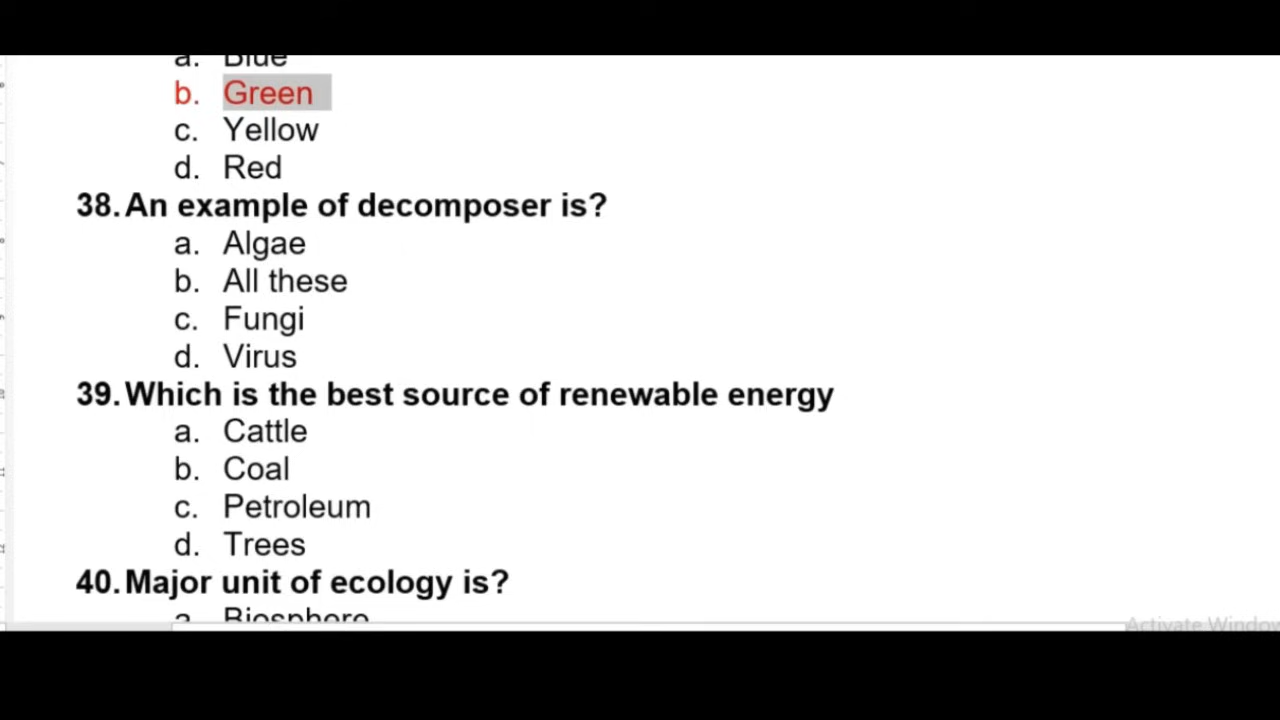 a. Blue
b. Green
c. Yellow
d. Red
38. An example of decomposer is?
a. Algae
b. All these
c. Fungi
d. Virus
39. Which is the best source of renewable energy
a. Cattle
b. Coal
c. Petroleum
d. Trees
40. Major unit of ecology is?
a. Biosphere
Activate Window